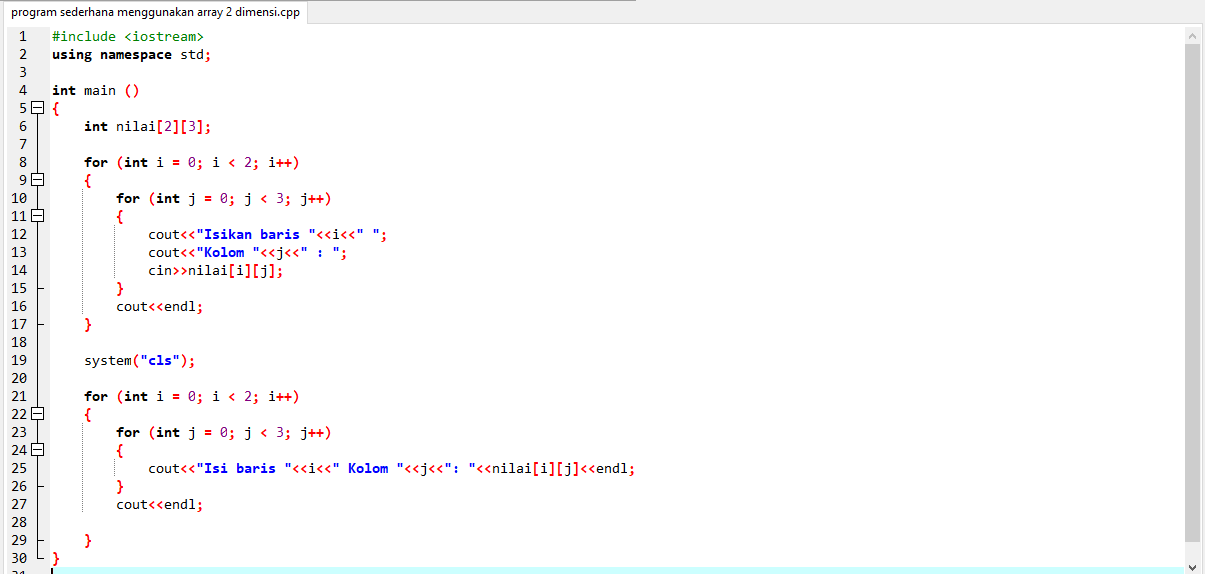 program sederhana menggunakan array 2 dimensi.cpp
1 #include <iostream>
2 using namespace std;
3
4 int main ()
5 {
6 int nilai[2][3];
7
8 for (int i = 0; i < 2; i++)
9 {
10 for (int j = 0; j < 3; j++)
11 {
12 cout<<"Isikan baris "<<i<<" ";
13 cout<<"Kolom "<<j<<" : ";
14 cin>>nilai[i][j];
15 }
16 cout<<endl;
17 }
18
19 system("cls");
20
21 for (int i = 0; i < 2; i++)
22 {
23 for (int j = 0; j < 3; j++)
24 {
25 cout<<"Isi baris "<<i<<" Kolom "<<j<<": "<<nilai[i][j]<<endl;
26 }
27 cout<<endl;
28
29 }
30 }